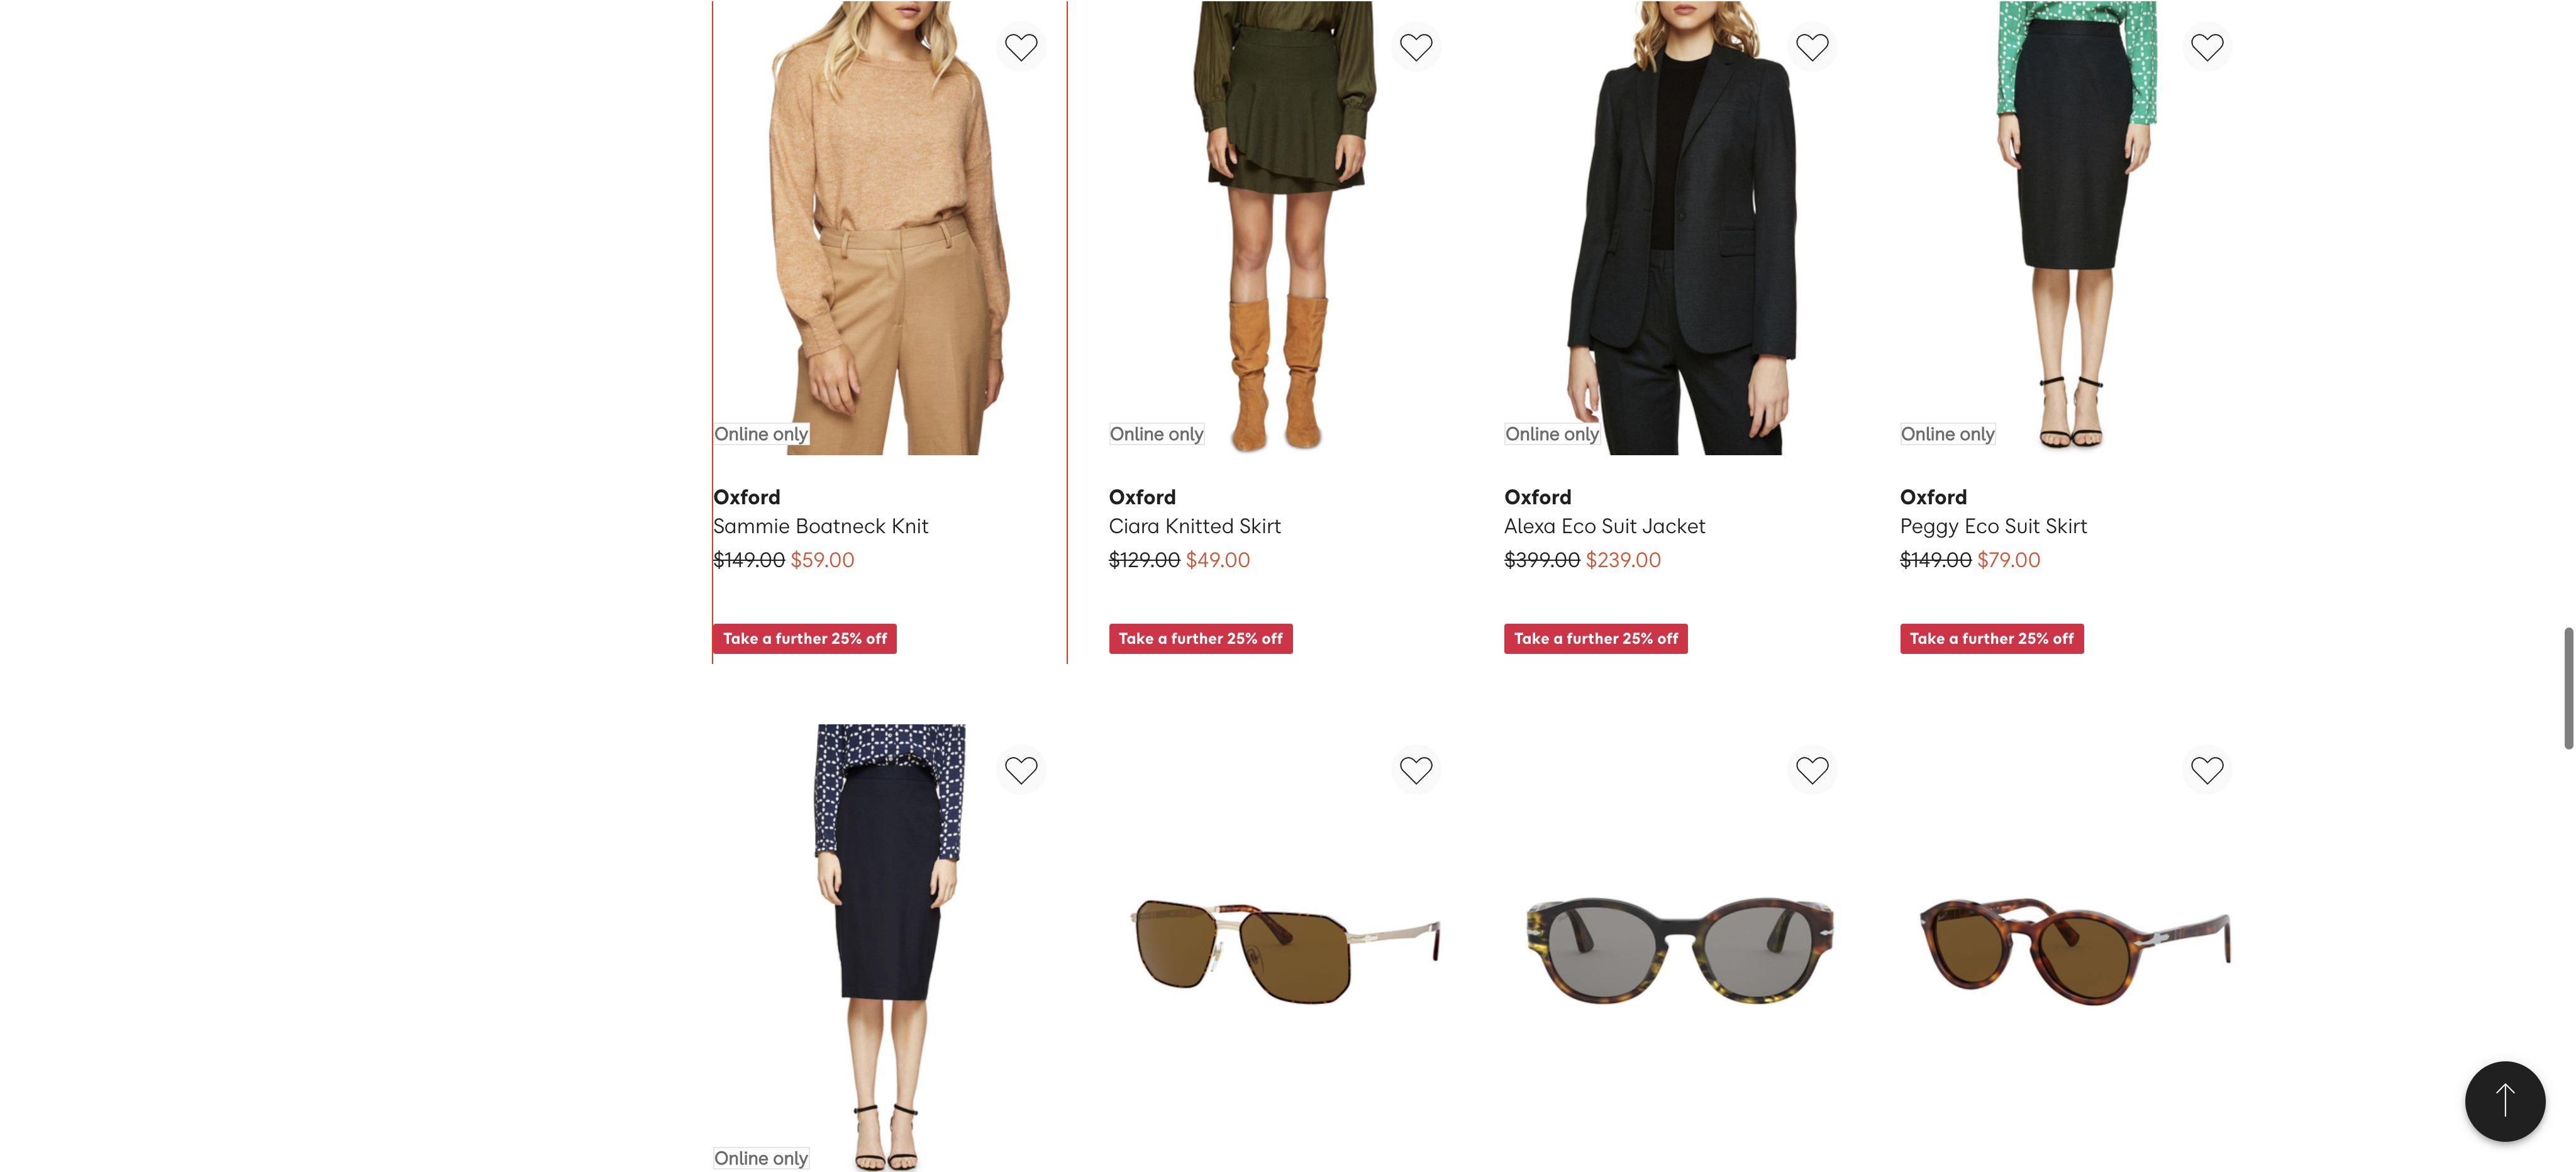 Online only
Oxford
Sammie Boatneck Knit
$149.00 $59.00
Take a further 25% off
Online only
Oxford
Ciara Knitted Skirt
$129.00 $49.00
Take a further 25% off
Online only
Oxford
Alexa Eco Suit Jacket
$399.00 $239.00
Take a further 25% off
Online only
Oxford
Peggy Eco Suit Skirt
$149.00 $79.00
Take a further 25% off
Online only